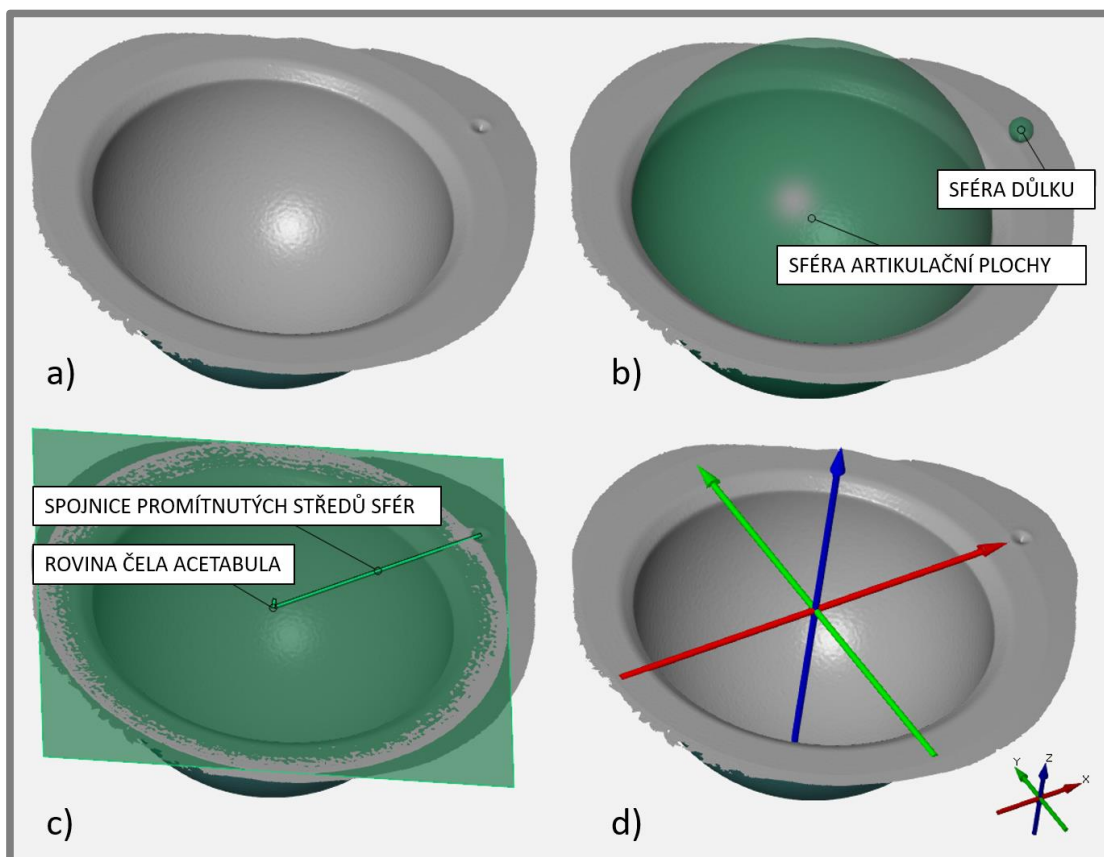 a)
b)
SFÉRA DŮLKU
SFÉRA ARTIKULAČNÍ PLOCHY
c)
SPOJNICE PROMÍTNUTÝCH STŘEDŮ SFÉR
ROVINA ČELA ACETABULA
d)
Y
Z
X